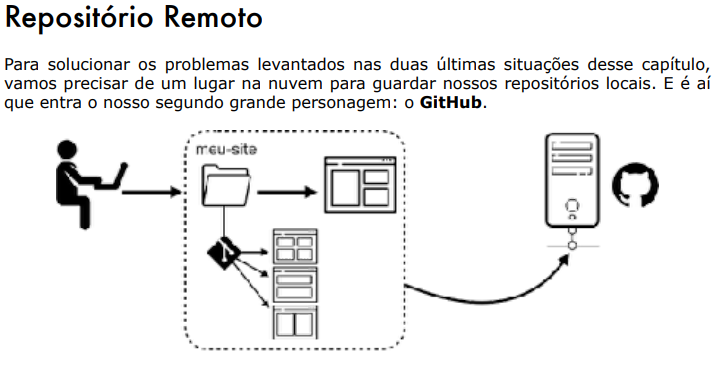 Repositório Remoto
Para solucionar os problemas levantados nas duas últimas situações desse capítulo,
vamos precisar de um lugar na nuvem para guardar nossos repositórios locais. E é aí
que entra o nosso segundo grande personagem: o GitHub.
meu-site